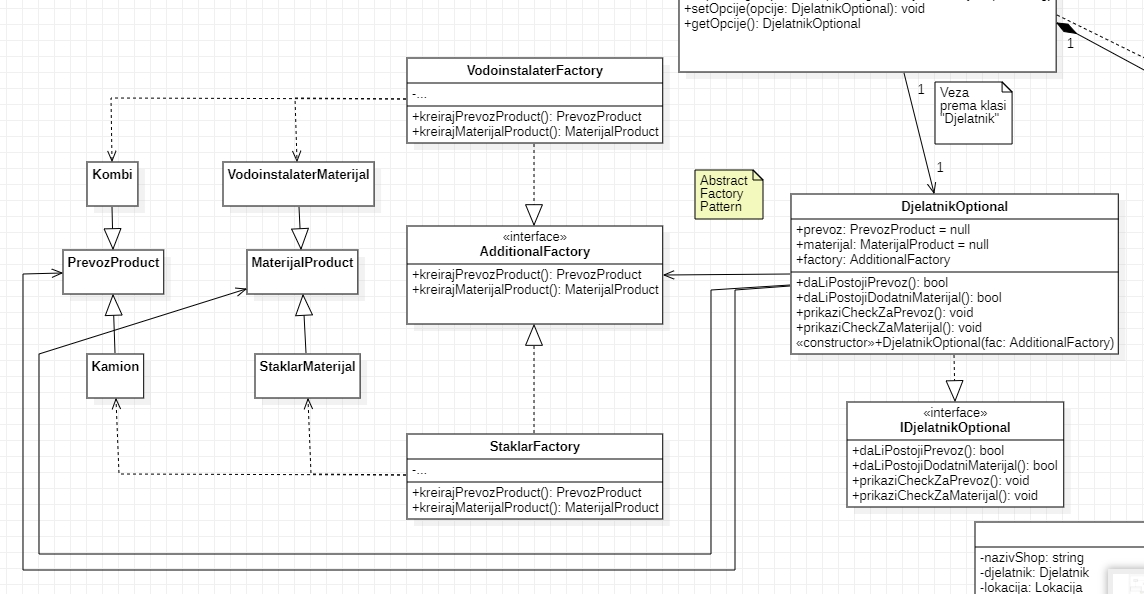 +setOpcije(opcije: DjelatnikOptional): void
+getOpcije(): DjelatnikOptional
1
1
Veza
prema klasi
"Djelatnik"
1
VodoinstalaterFactory
-...
+kreirajPrevozProduct(): PrevozProduct
+kreirajMaterijalProduct(): MaterijalProduct
Kombi
VodoinstalaterMaterijal
Abstract
Factory
Pattern
«interface»
AdditionalFactory
+kreirajPrevozProduct(): PrevozProduct
+kreirajMaterijalProduct(): MaterijalProduct
DjelatnikOptional
+prevoz: PrevozProduct = null
+materijal: MaterijalProduct = null
+factory: AdditionalFactory
+daLiPostojiPrevoz(): bool
+daLiPostojiDodatniMaterijal(): bool
+prikaziCheckZaPrevoz(): void
+prikaziCheckZaMaterijal(): void
«constructor»+DjelatnikOptional(fac: AdditionalFactory)
PrevozProduct
MaterijalProduct
Kamion
StaklarMaterijal
«interface»
IDjelatnikOptional
+daLiPostojiPrevoz(): bool
+daLiPostojiDodatniMaterijal(): bool
+prikaziCheckZaPrevoz(): void
+prikaziCheckZaMaterijal(): void
StaklarFactory
-...
+kreirajPrevozProduct(): PrevozProduct
+kreirajMaterijalProduct(): MaterijalProduct
-nazivShop: string
-djelatnik: Djelatnik
-lokacija: Lokacija